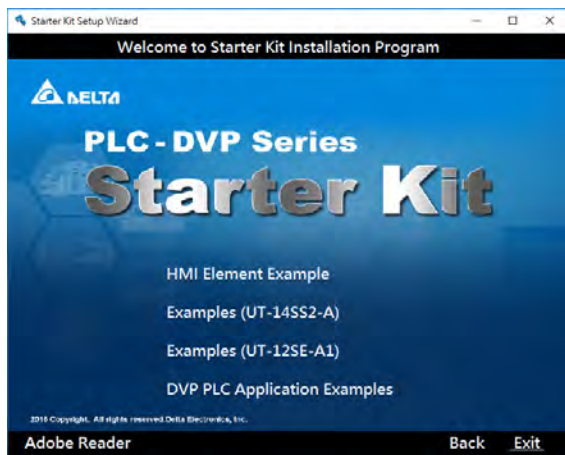 Starter Kit Setup Wizard
Welcome to Starter Kit Installation Program
DELTA
PLC - DVP Series
Starter Kit
HMI Element Example
Examples (UT-14SS2-A)
Examples (UT-12SE-A1)
DVP PLC Application Examples
2016 Copyright. All rights reserved.Delta Electronics, Inc.
Adobe Reader Back Exit